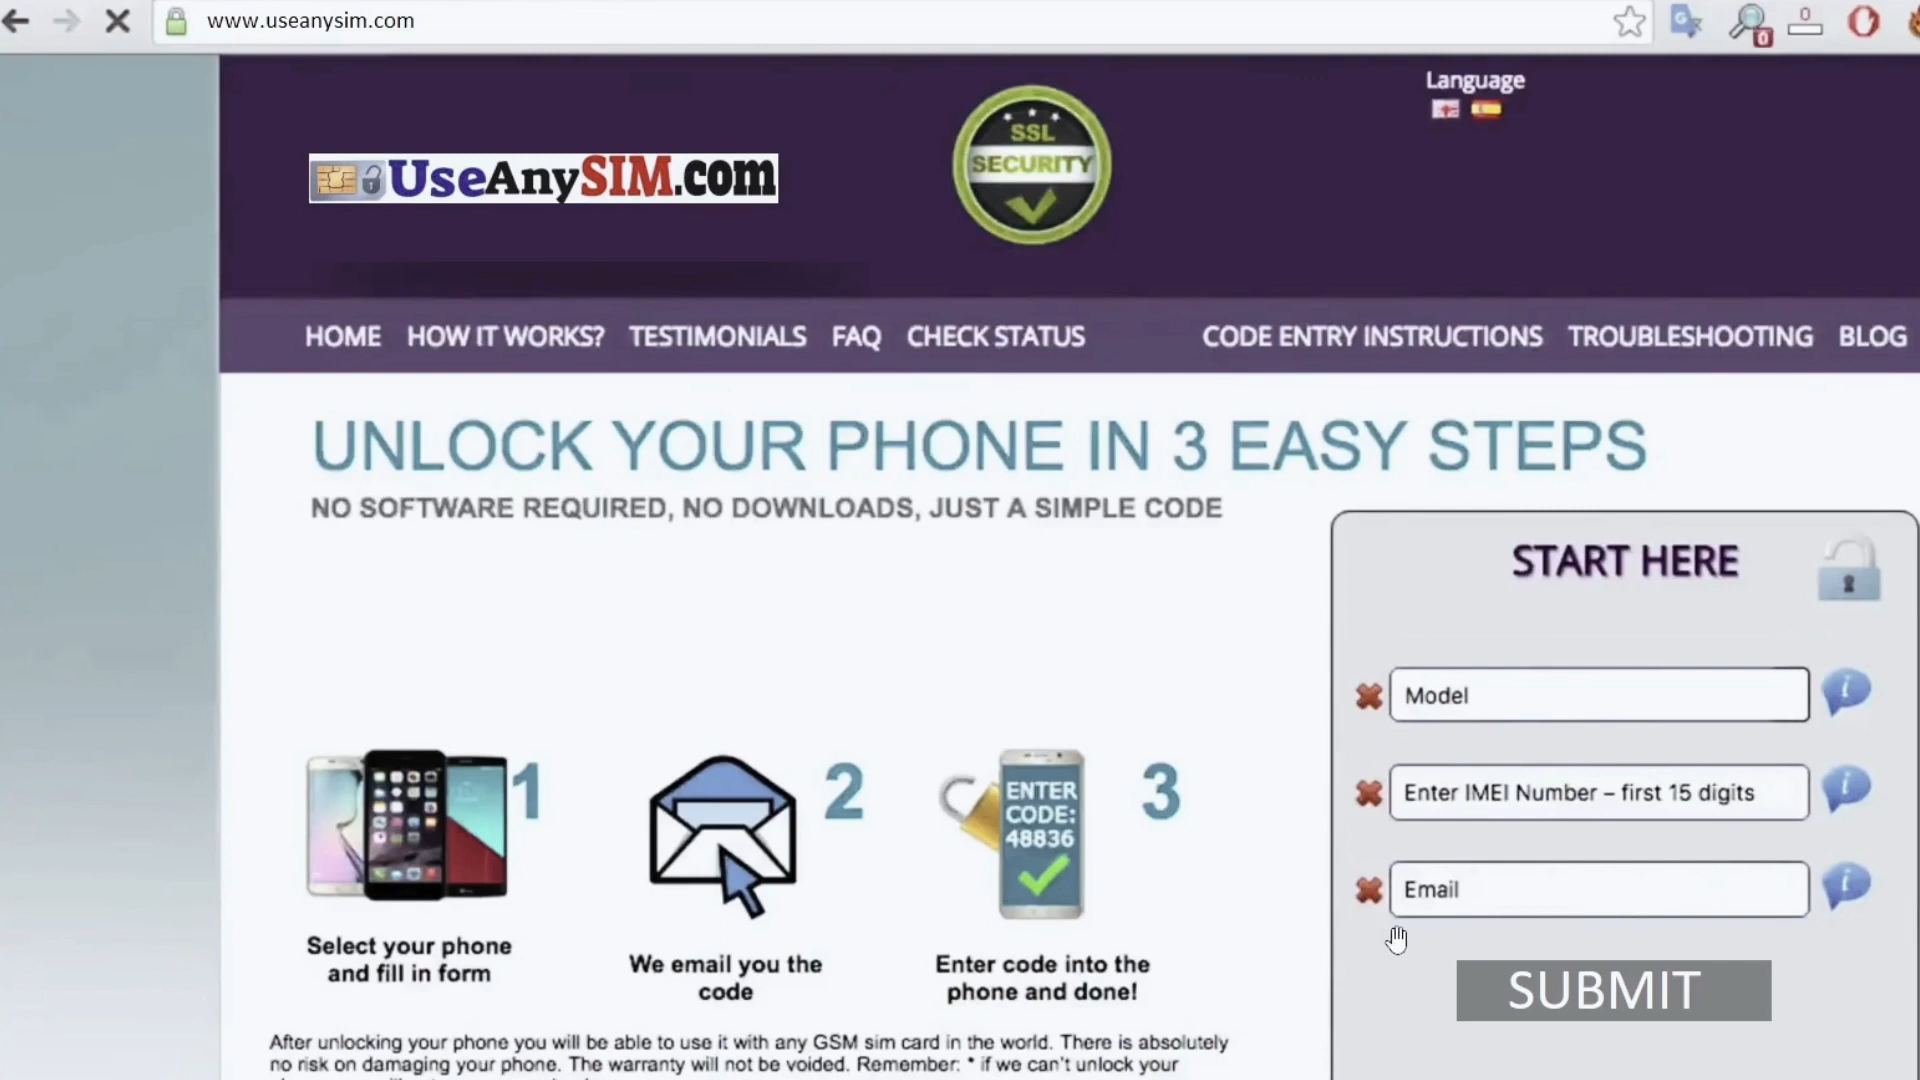 www.useanysim.com
0
0
Language
SSL
SECURITY
UseAnySIM.com
HOME HOW IT WORKS? TESTIMONIALS FAQ CHECK STATUS CODE ENTRY INSTRUCTIONS TROUBLESHOOTING BLOG
UNLOCK YOUR PHONE IN 3 EASY STEPS
NO SOFTWARE REQUIRED, NO DOWNLOADS, JUST A SIMPLE CODE
START HERE
Model
Enter IMEI Number – first 15 digits
Email
SUBMIT
1
Select your phone
and fill in form
2
We email you the
code
ENTER
CODE:
48836
3
Enter code into the
phone and done!
After unlocking your phone you will be able to use it with any GSM sim card in the world. There is absolutely
no risk on damaging your phone. The warranty will not be voided. Remember: * if we can't unlock your